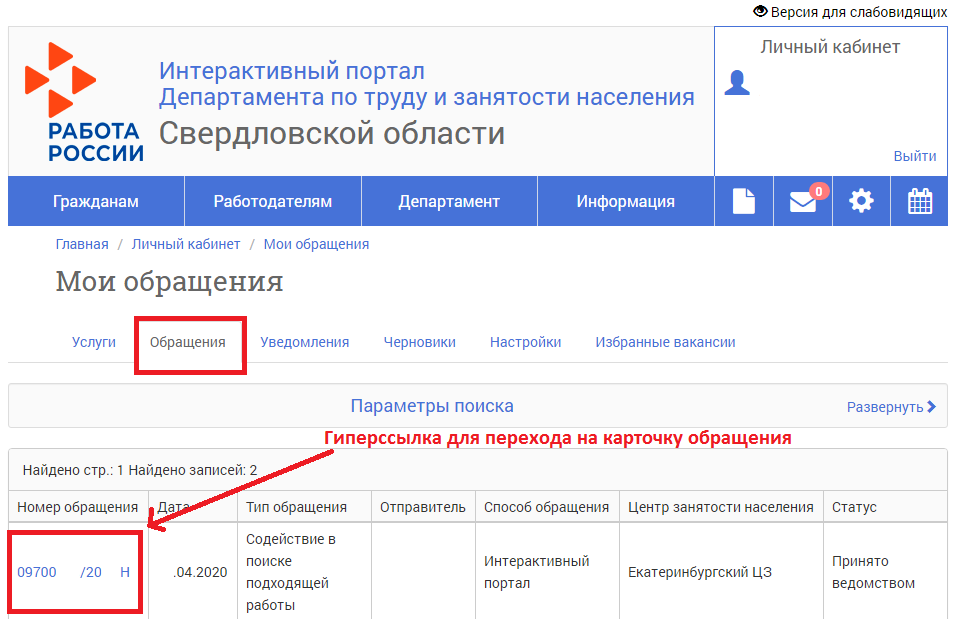 Версия для слабовидящих
Личный кабинет
Интерактивный портал
Департамента по труду и занятости населения
Свердловской области
РАБОТА
РОССИИ
Выйти
Гражданам Работодателям Департамент Информация 0
Главная / Личный кабинет / Мои обращения
Мои обращения
Услуги Обращения Уведомления Черновики Настройки Избранные вакансии
Параметры поиска Развернуть
Гиперссылка для перехода на карточку обращения
Найдено стр.: 1 Найдено записей: 2
Номер обращения Дата Тип обращения Отправитель Способ обращения Центр занятости населения Статус
09700 /20 Н .04.2020 Содействие в
поиске
подходящей
работы
Интерактивный
портал
Екатеринбургский ЦЗ
Принято
ведомством